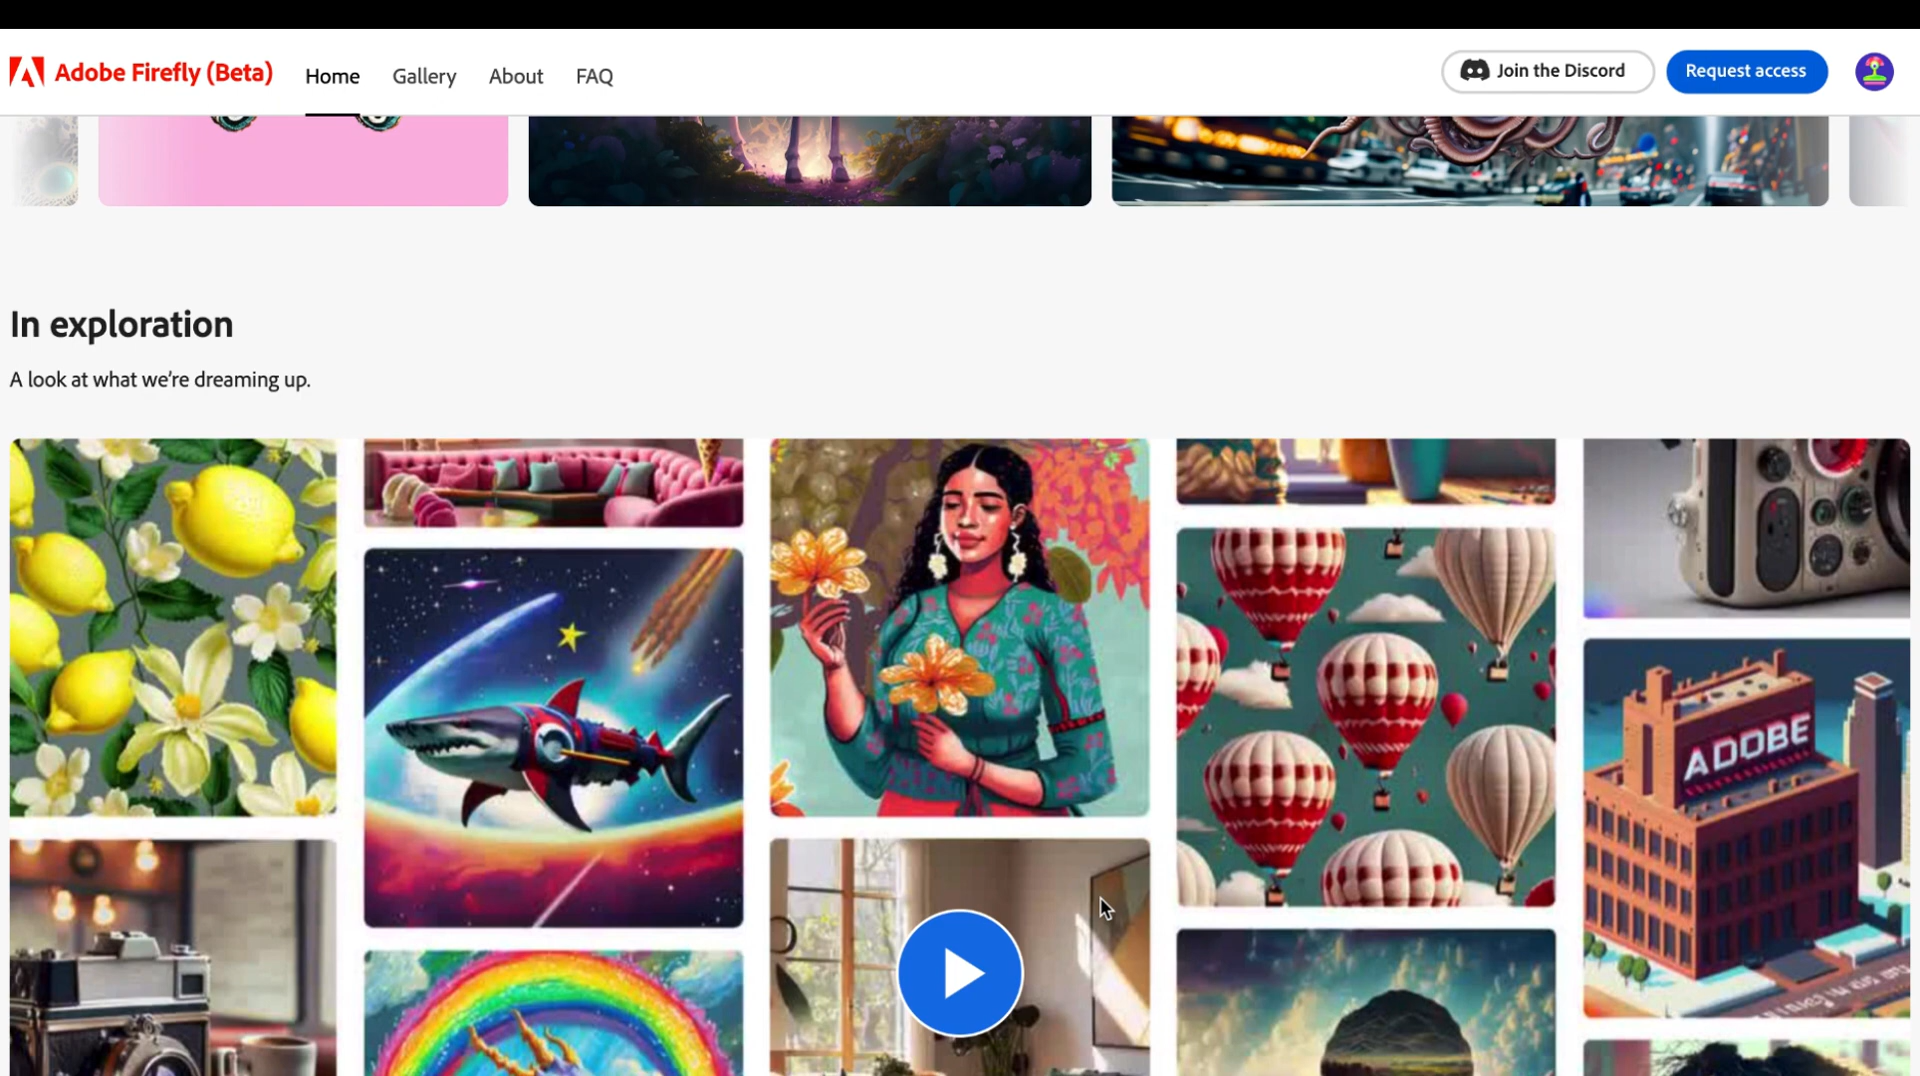 Adobe Firefly (Beta) Home Gallery About FAQ Join the Discord Request access
In exploration
A look at what we're dreaming up.
ADOBE